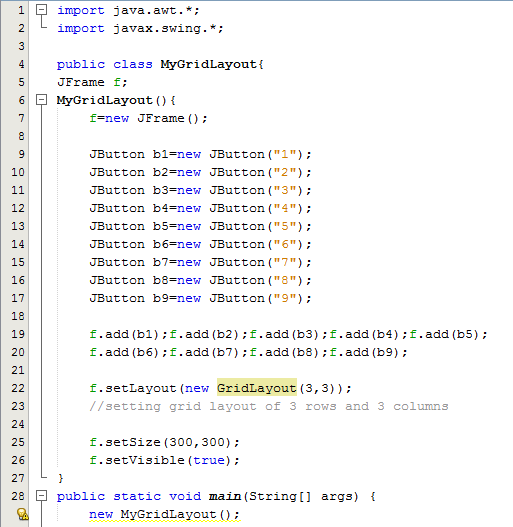 1 import java.awt.*;
2 import javax.swing.*;
3
4 public class MyGridLayout{
5 JFrame f;
6 MyGridLayout(){
7 f=new JFrame();
8
9 JButton b1=new JButton("1");
10 JButton b2=new JButton("2");
11 JButton b3=new JButton("3");
12 JButton b4=new JButton("4");
13 JButton b5=new JButton("5");
14 JButton b6=new JButton("6");
15 JButton b7=new JButton("7");
16 JButton b8=new JButton("8");
17 JButton b9=new JButton("9");
18
19 f.add(b1);f.add(b2);f.add(b3);f.add(b4);f.add(b5);
20 f.add(b6);f.add(b7);f.add(b8);f.add(b9);
21
22 f.setLayout(new GridLayout(3,3));
23 //setting grid layout of 3 rows and 3 columns
24
25 f.setSize(300,300);
26 f.setVisible(true);
27 }
28 public static void main(String[] args) {
new MyGridLayout();